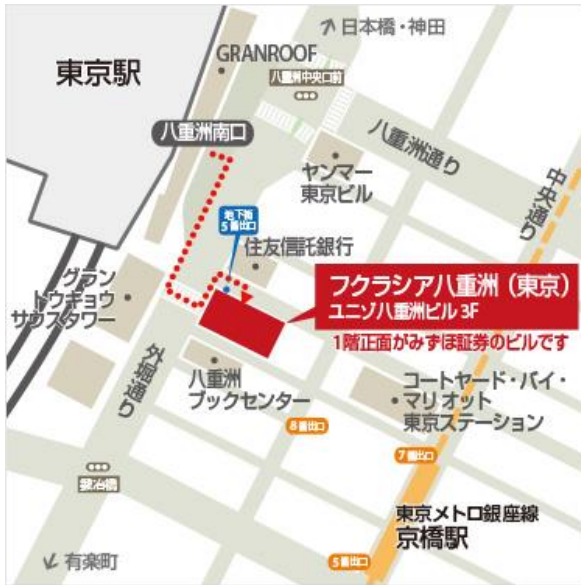 日本橋・神田
GRANROOF
東京駅
八重洲中央口前
八重洲南口
八重洲通り
ヤンマー
東京ビル
中央通り
地下街
5番出口
住友信託銀行
グラン
トウキョウ
サウスタワー
フクラシア八重洲（東京）
ユニゾ八重洲ビル 3F
1階正面がみずほ証券のビルです
外堀通り
八重洲
ブックセンター
コートヤード・バイ・
マリオット
東京ステーション
8番出口
7番出口
鍛冶橋
東京メトロ銀座線
京橋駅
有楽町
5番出口